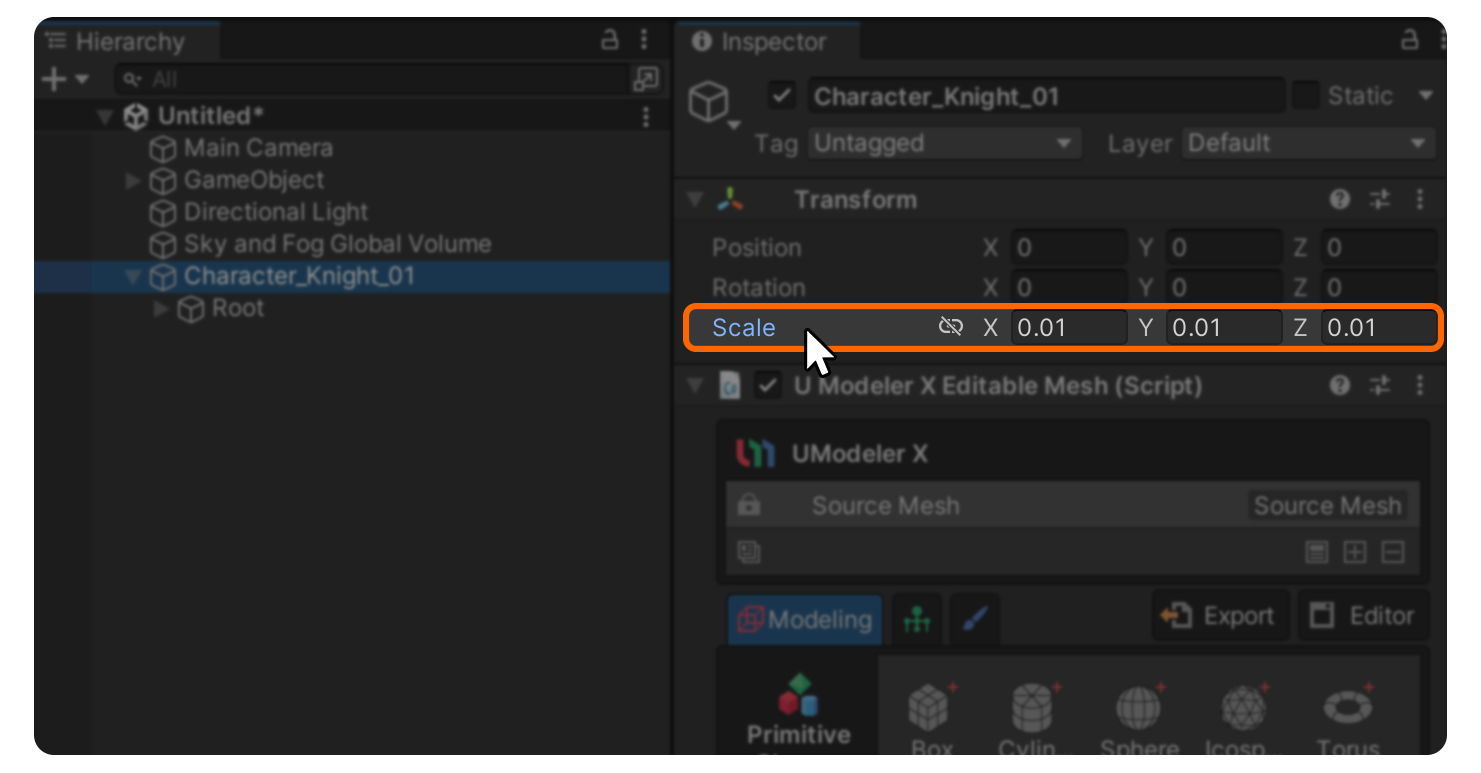 Hierarchy
All
Untitled*
Main Camera
GameObject
Directional Light
Sky and Fog Global Volume
Character_Knight_01
Root
Inspector
Character_Knight_01 Static
Tag Untagged Layer Default
Transform
Position X 0 Y 0 Z 0
Rotation X 0 Y 0 Z 0
Scale X 0.01 Y 0.01 Z 0.01
U Modeler X Editable Mesh (Script)
UModeler X
Source Mesh Source Mesh
Modeling Export Editor
Primitive
Box Cylin... Sphere Icosp... Torus